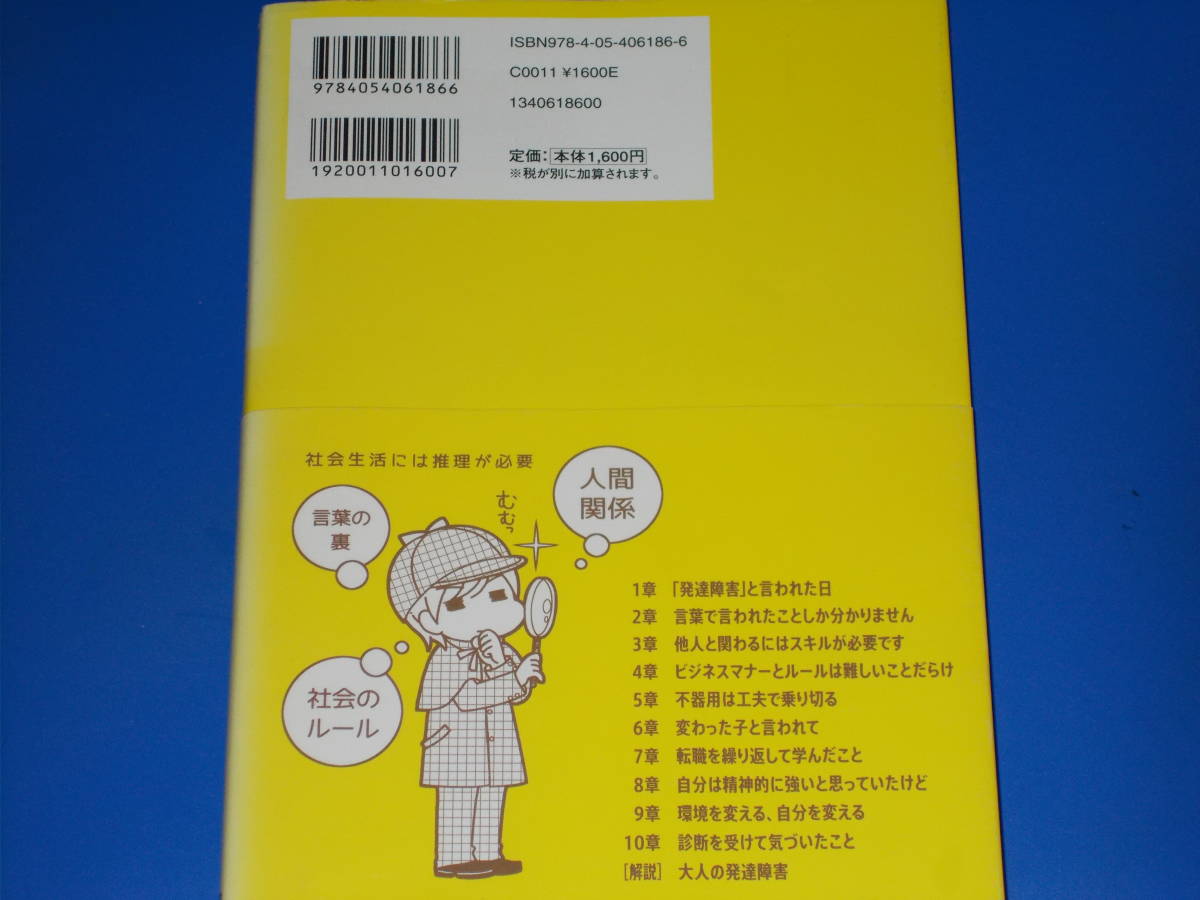 ISBN978-4-05-406186-6
9784054061866
C0011 ¥1600E
1340618600
1920011016007
定価：本体1,600円
※税が別に加算されます。
社会生活には推理が必要
人間
関係
むむっ
言葉の
裏
社会の
ルール
1章 「発達障害」と言われた日
2章 言葉で言われたことしか分かりません
3章 他人と関わるにはスキルが必要です
4章 ビジネスマナーとルールは難しいことだらけ
5章 不器用は工夫で乗り切る
6章 変わった子と言われて
7章 転職を繰り返して学んだこと
8章 自分は精神的に強いと思っていたけど
9章 環境を変える、自分を変える
10章 診断を受けて気づいたこと
［解説］ 大人の発達障害